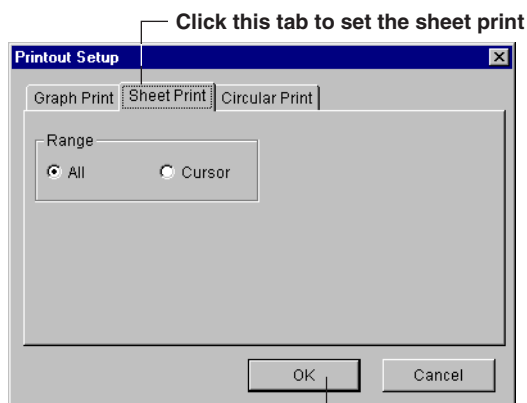 Click this tab to set the sheet print
Printout Setup
Graph Print Sheet Print Circular Print
Range
All Cursor
OK Cancel